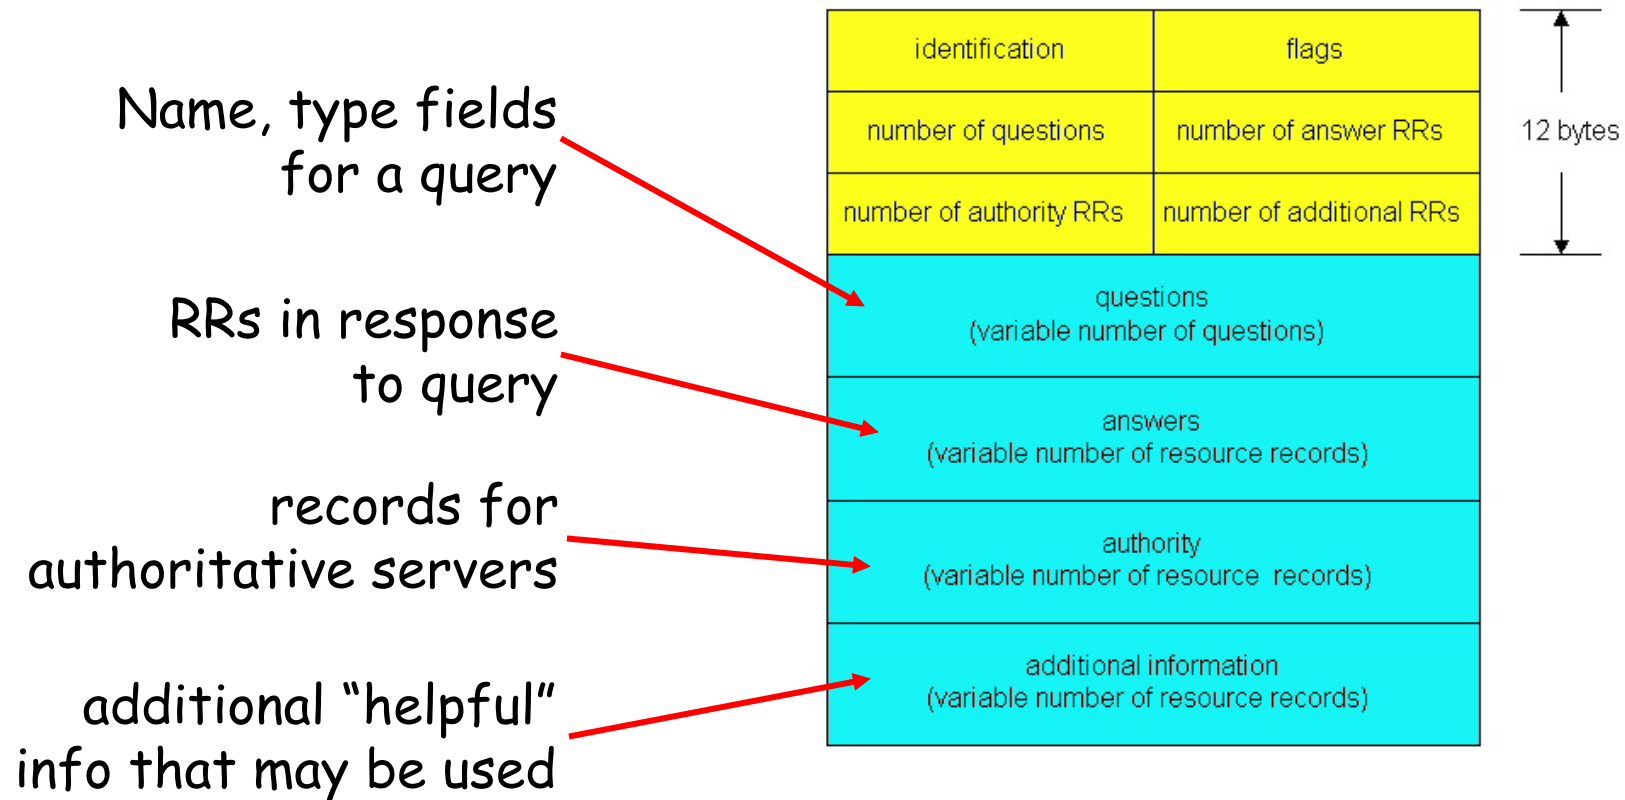 Name, type fields
for a query
RRs in response
to query
records for
authoritative servers
additional “helpful”
info that may be used
identification
flags
number of questions
number of answer RRs
number of authority RRs
number of additional RRs
12 bytes
questions
(variable number of questions)
answers
(variable number of resource records)
authority
(variable number of resource records)
additional information
(variable number of resource records)